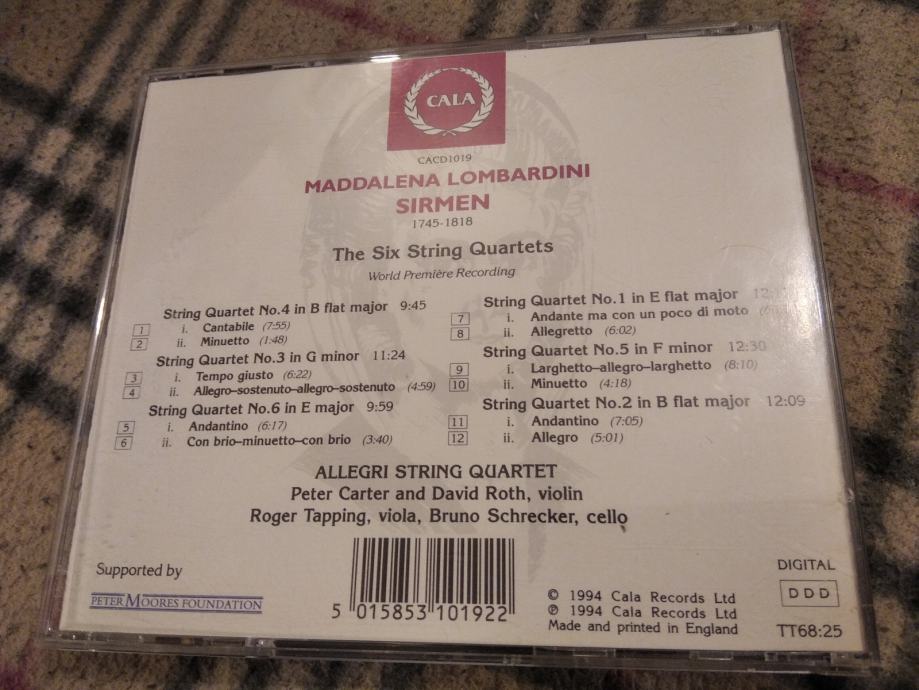 CALA
CACD1019
MADDALENA LOMBARDINI
SIRMEN
1745-1818
The Six String Quartets
World Première Recording
String Quartet No.4 in B flat major 9:45
1 i. Cantabile (7:55)
2 ii. Minuetto (1:48)
String Quartet No.3 in G minor 11:24
3 i. Tempo giusto (6:22)
4 ii. Allegro–sostenuto–allegro–sostenuto (4:59)
String Quartet No.6 in E major 9:59
5 i. Andantino (6:17)
6 ii. Con brio–minuetto–con brio (3:40)
String Quartet No.1 in E flat major
7 i. Andante ma con un poco di moto
8 ii. Allegretto (6:02)
String Quartet No.5 in F minor 12:30
9 i. Larghetto–allegro–larghetto (8:10)
10 ii. Minuetto (4:18)
String Quartet No.2 in B flat major 12:09
11 i. Andantino (7:05)
12 ii. Allegro (5:01)
ALLEGRI STRING QUARTET
Peter Carter and David Roth, violin
Roger Tapping, viola, Bruno Schrecker, cello
Supported by
PETER MOORES FOUNDATION
5 015853 101922
© 1994 Cala Records Ltd
℗ 1994 Cala Records Ltd
Made and printed in England
DIGITAL
DDD
TT68:25